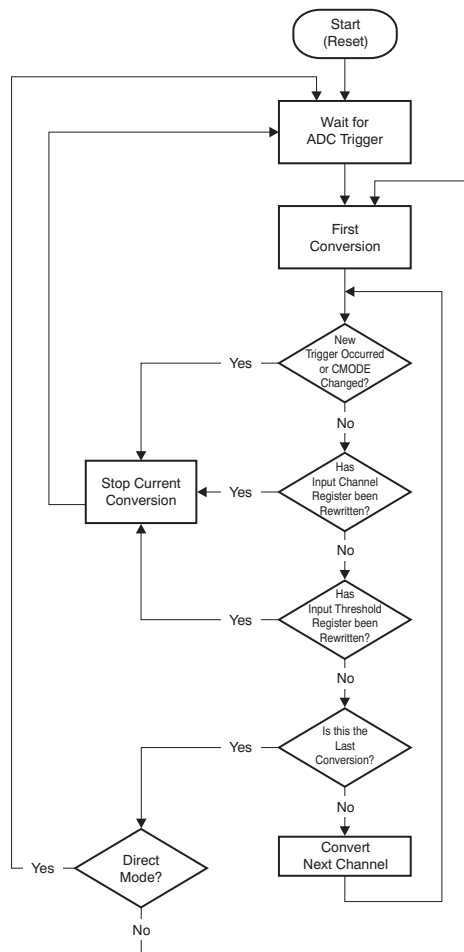 Start
(Reset)
Wait for
ADC Trigger
First
Conversion
New
Trigger Occurred
or CMODE
Changed?
Yes
No
Stop Current
Conversion
Yes
Has
Input Channel
Register been
Rewritten?
No
Yes
Has
Input Threshold
Register been
Rewritten?
No
Yes
Is this the
Last
Conversion?
No
Yes
Direct
Mode?
Convert
Next Channel
No